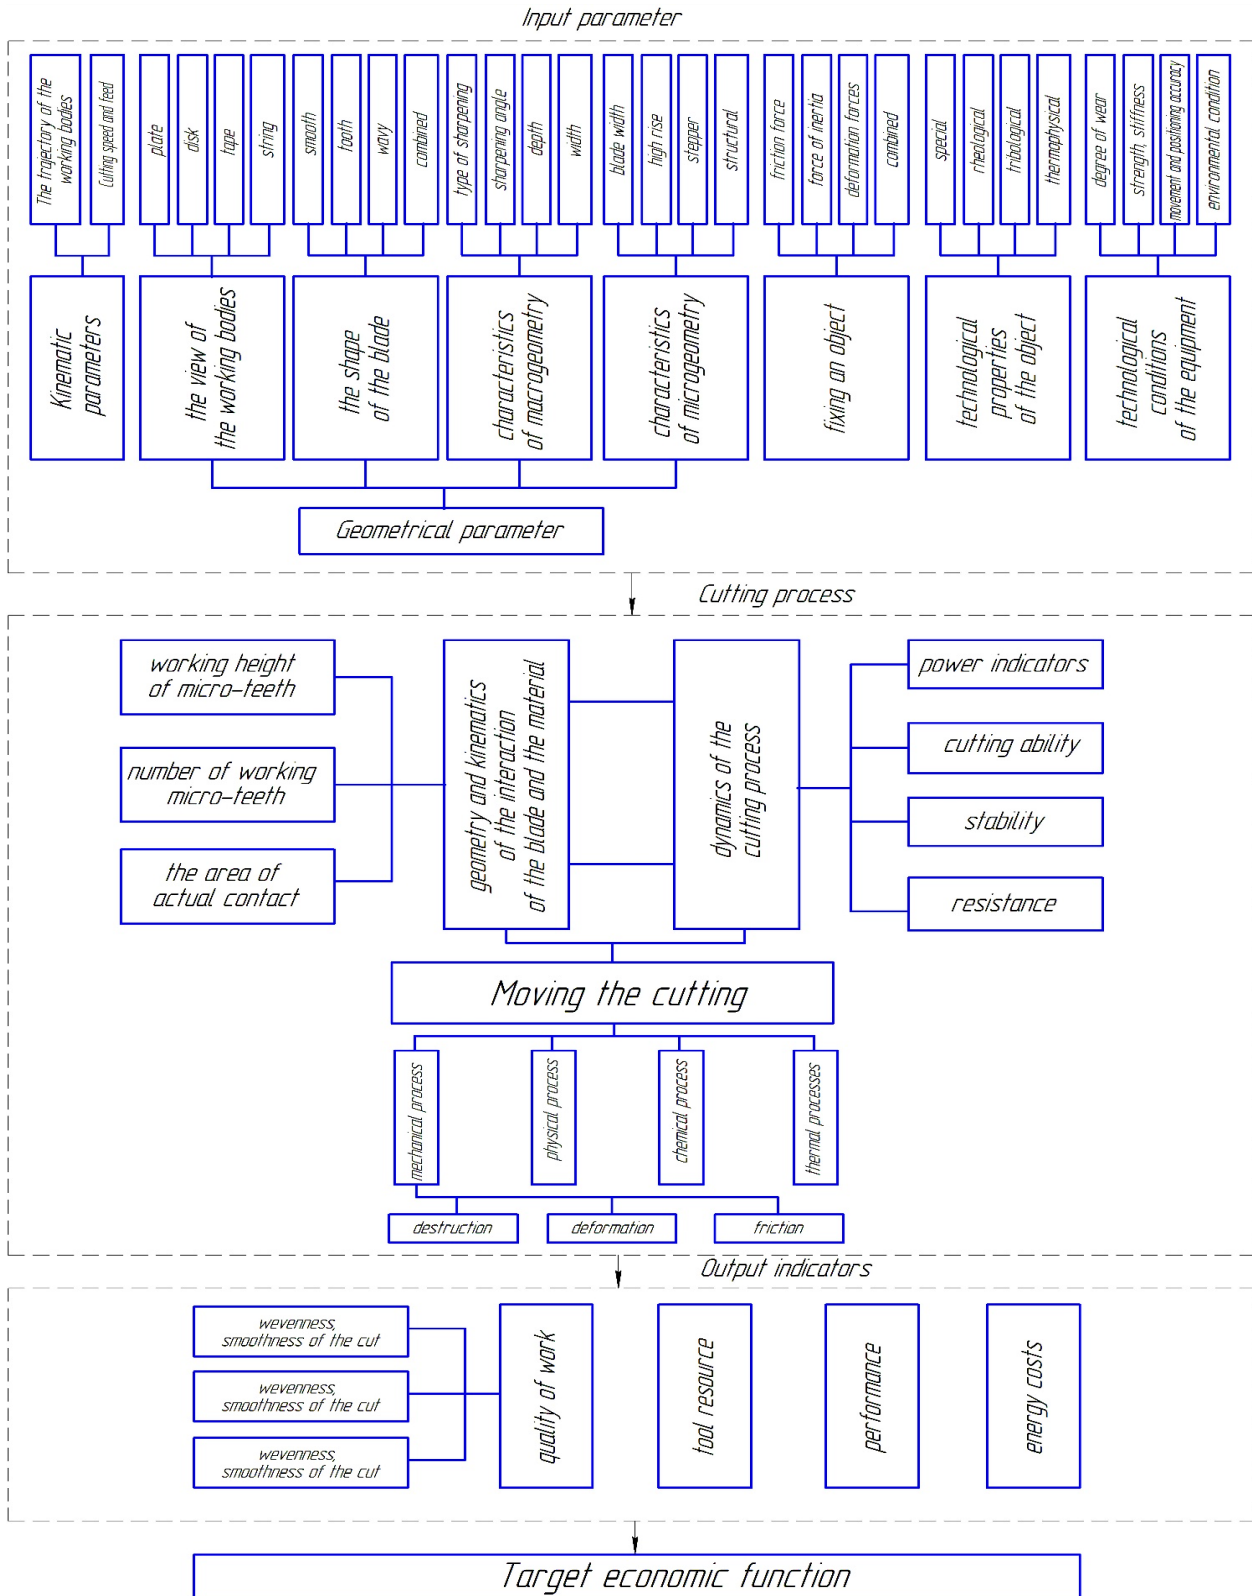 Input parameter
The trajectory of the
working bodies
Cutting speed and feed
plate
disk
tape
string
smooth
tooth
wavy
combined
type of sharpening
sharpening angle
depth
width
blade width
high rise
stepper
structural
friction force
force of inertia
deformation forces
combined
special
rheological
tribological
thermophysical
degree of wear
strength, stiffness
movement and positioning accuracy
environmental condition
Kinematic
parameters
the view of
the working bodies
the shape
of the blade
characteristics
of macrogeometry
characteristics
of microgeometry
fixing an object
technological
properties
of the object
technological
conditions
of the equipment
Geometrical parameter
Cutting process
working height
of micro-teeth
number of working
micro-teeth
the area of
actual contact
geometry and kinematics
of the interaction
of the blade and the material
dynamics of the
cutting process
power indicators
cutting ability
stability
resistance
Moving the cutting
mechanical process
physical process
chemical process
thermal processes
destruction
deformation
friction
Output indicators
wevenness,
smoothness of the cut
wevenness,
smoothness of the cut
wevenness,
smoothness of the cut
quality of work
tool resource
performance
energy costs
Target economic function